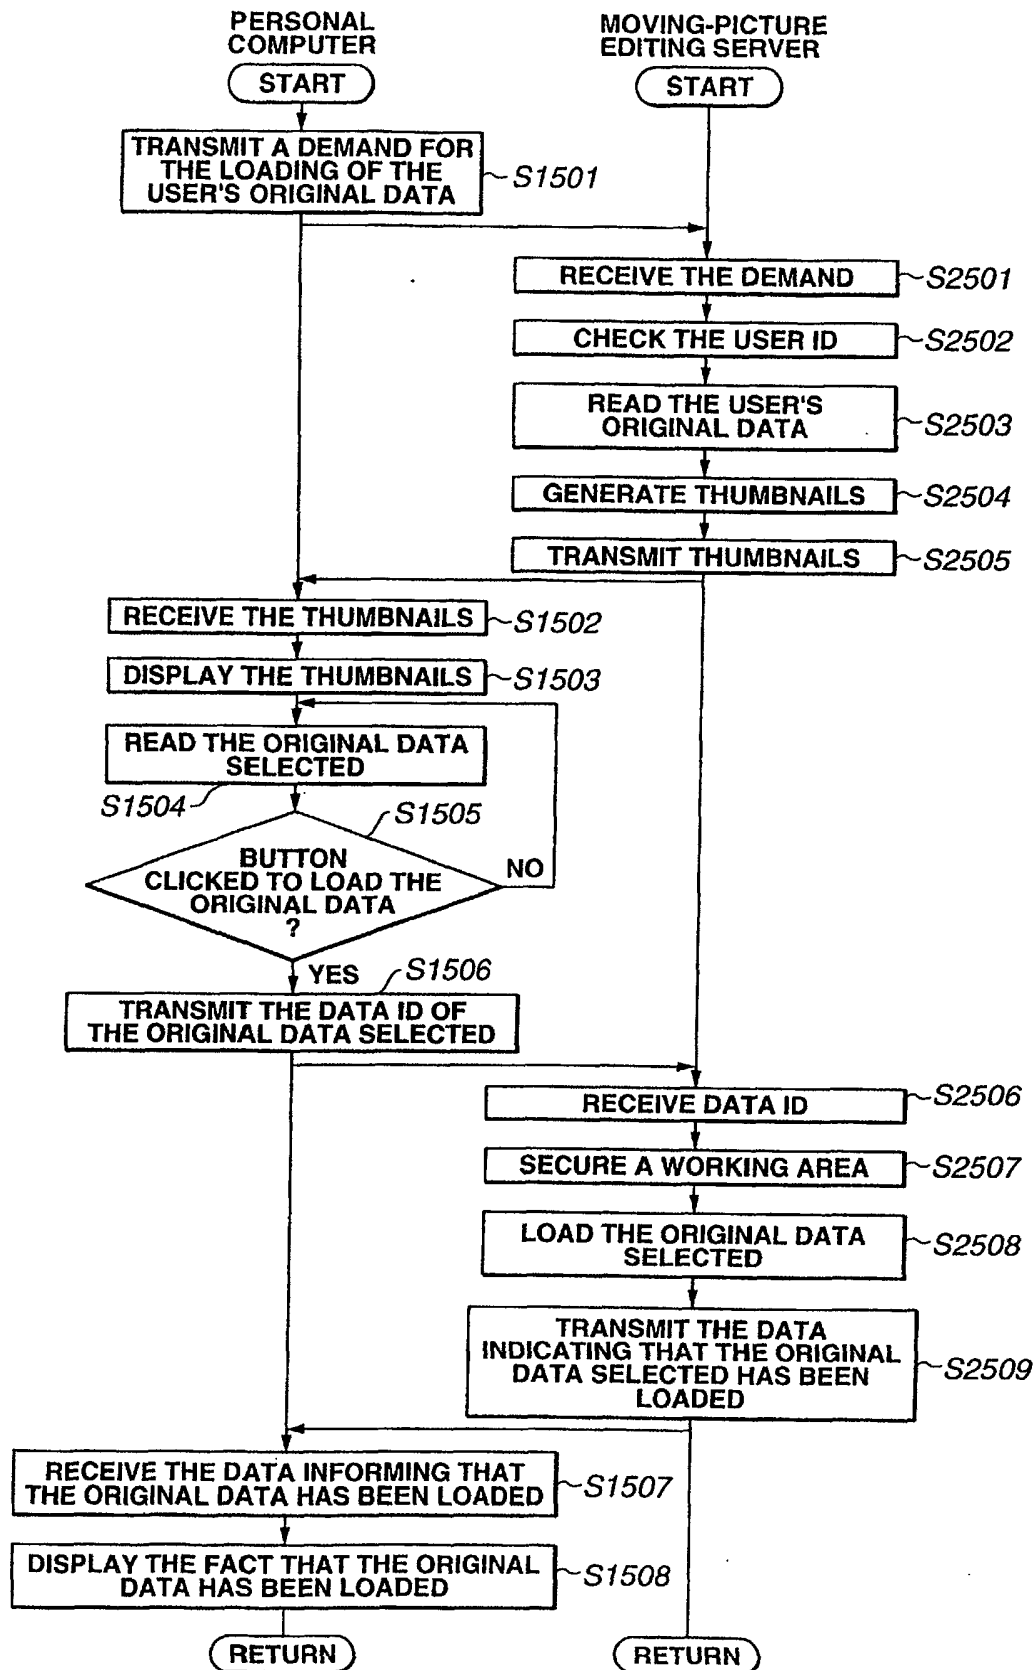 PERSONAL
COMPUTER
MOVING-PICTURE
EDITING SERVER
START
START
TRANSMIT A DEMAND FOR
THE LOADING OF THE
USER'S ORIGINAL DATA
S1501
RECEIVE THE DEMAND
S2501
CHECK THE USER ID
S2502
READ THE USER'S
ORIGINAL DATA
S2503
GENERATE THUMBNAILS
S2504
TRANSMIT THUMBNAILS
S2505
RECEIVE THE THUMBNAILS
S1502
DISPLAY THE THUMBNAILS
S1503
READ THE ORIGINAL DATA
SELECTED
S1504
S1505
BUTTON
CLICKED TO LOAD THE
ORIGINAL DATA
?
NO
YES
S1506
TRANSMIT THE DATA ID OF
THE ORIGINAL DATA SELECTED
RECEIVE DATA ID
S2506
SECURE A WORKING AREA
S2507
LOAD THE ORIGINAL DATA
SELECTED
S2508
TRANSMIT THE DATA
INDICATING THAT THE ORIGINAL
DATA SELECTED HAS BEEN
LOADED
S2509
RECEIVE THE DATA INFORMING THAT
THE ORIGINAL DATA HAS BEEN LOADED
S1507
DISPLAY THE FACT THAT THE ORIGINAL
DATA HAS BEEN LOADED
S1508
RETURN
RETURN